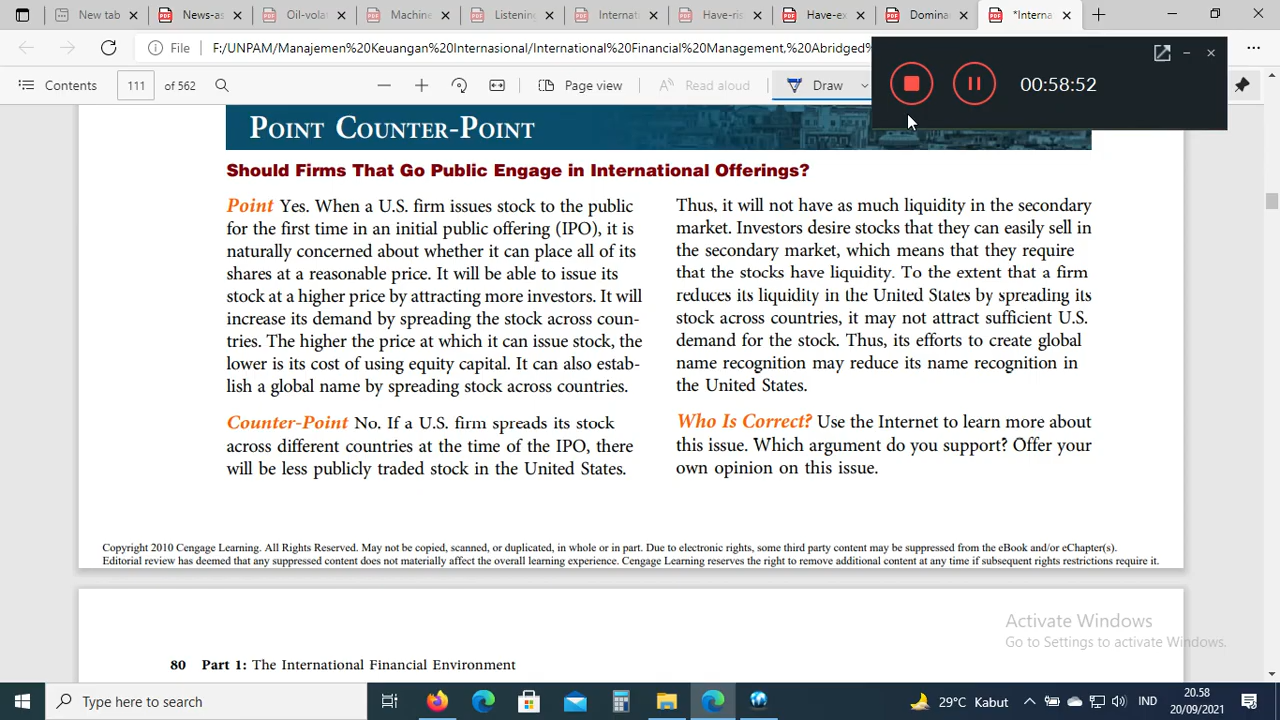 New tab
News-as
Oil-vola
Machine
Listening
Internati
Have-ris
Have-ex
Domina
*Interna
File
F:/UNPAM/Manajemen%20Keuangan%20Internasional/International%20Financial%20Management,%20Abridged%
Contents
111
of 562
Page view
Read aloud
Draw
00:58:52
POINT COUNTER-POINT
Should Firms That Go Public Engage in International Offerings?
Point Yes. When a U.S. firm issues stock to the public
for the first time in an initial public offering (IPO), it is
naturally concerned about whether it can place all of its
shares at a reasonable price. It will be able to issue its
stock at a higher price by attracting more investors. It will
increase its demand by spreading the stock across coun-
tries. The higher the price at which it can issue stock, the
lower is its cost of using equity capital. It can also estab-
lish a global name by spreading stock across countries.
Counter-Point No. If a U.S. firm spreads its stock
across different countries at the time of the IPO, there
will be less publicly traded stock in the United States.
Thus, it will not have as much liquidity in the secondary
market. Investors desire stocks that they can easily sell in
the secondary market, which means that they require
that the stocks have liquidity. To the extent that a firm
reduces its liquidity in the United States by spreading its
stock across countries, it may not attract sufficient U.S.
demand for the stock. Thus, its efforts to create global
name recognition may reduce its name recognition in
the United States.
Who Is Correct? Use the Internet to learn more about
this issue. Which argument do you support? Offer your
own opinion on this issue.
Copyright 2010 Cengage Learning. All Rights Reserved. May not be copied, scanned, or duplicated, in whole or in part. Due to electronic rights, some third party content may be suppressed from the eBook and/or eChapter(s).
Editorial review has deemed that any suppressed content does not materially affect the overall learning experience. Cengage Learning reserves the right to remove additional content at any time if subsequent rights restrictions require it.
80 Part 1: The International Financial Environment
Activate Windows
Go to Settings to activate Windows.
Type here to search
29°C Kabut
IND
20.58
20/09/2021